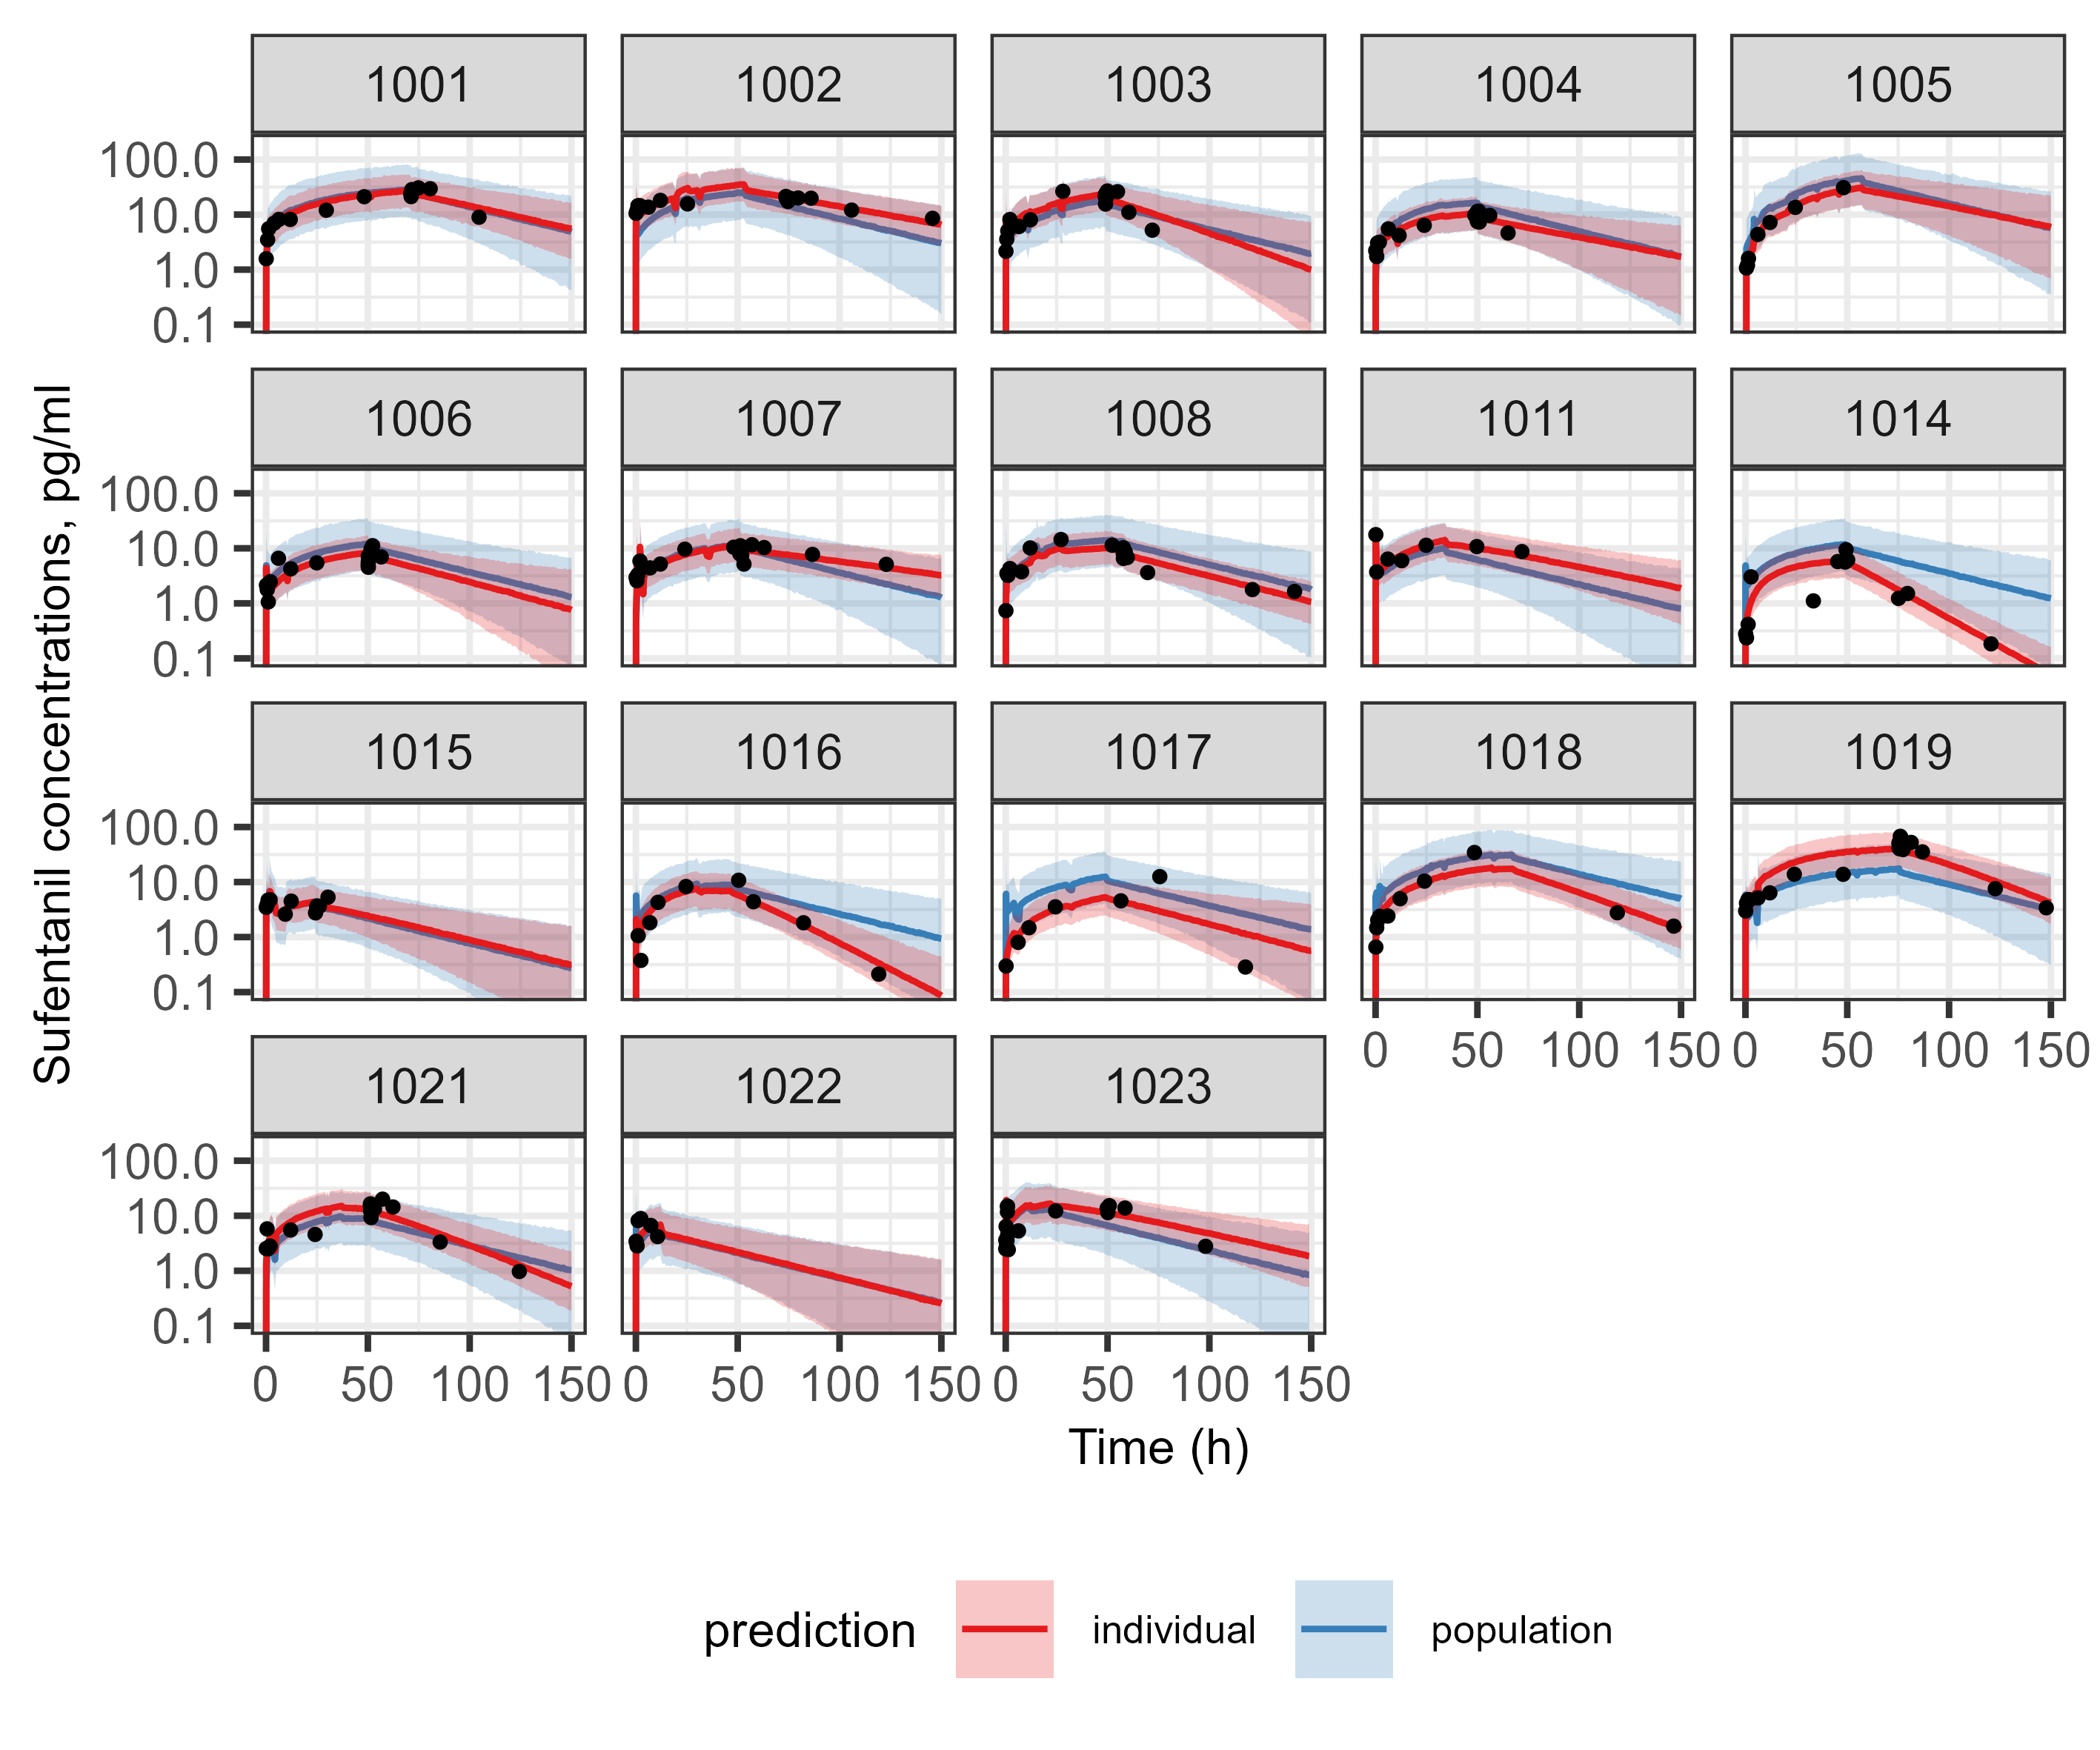 1001 1002 1003 1004 1005
100.0
10.0
1.0
0.1
1006 1007 1008 1011 1014
100.0
10.0
1.0
0.1
1015 1016 1017 1018 1019
100.0
10.0
1.0
0.1
0 50 100 150 0 50 100 150
1021 1022 1023
100.0
10.0
1.0
0.1
0 50 100 150 0 50 100 150 0 50 100 150
Sufentanil concentrations, pg/ml
Time (h)
prediction individual population